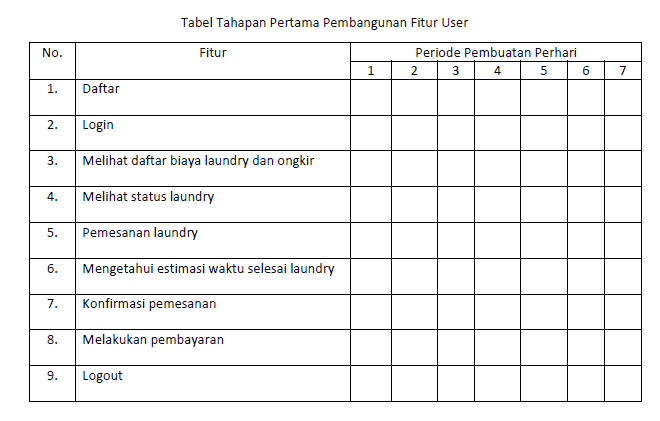 Tabel Tahapan Pertama Pembangunan Fitur User
No. Fitur Periode Pembuatan Perhari
1 2 3 4 5 6 7
1. Daftar
2. Login
3. Melihat daftar biaya laundry dan ongkir
4. Melihat status laundry
5. Pemesanan laundry
6. Mengetahui estimasi waktu selesai laundry
7. Konfirmasi pemesanan
8. Melakukan pembayaran
9. Logout